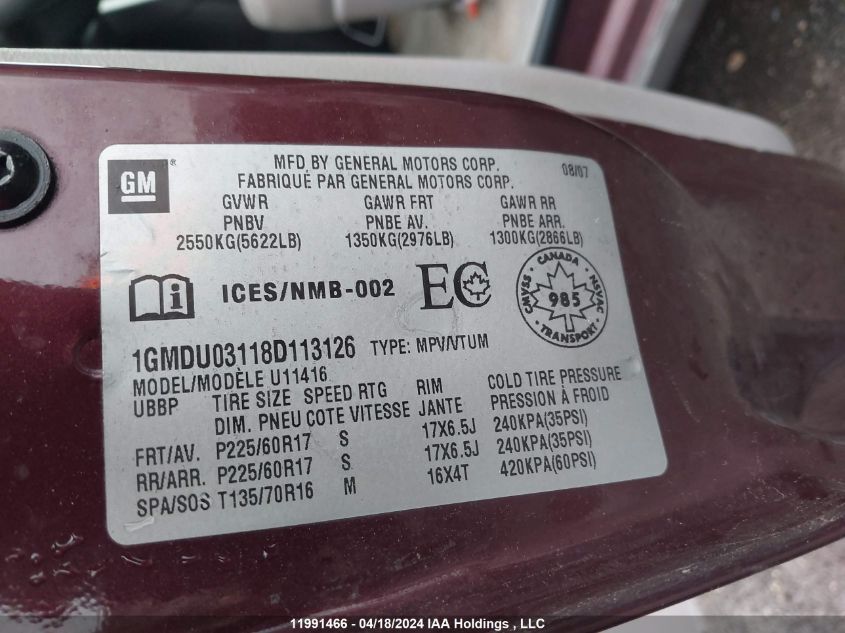 GM ®
MFD BY GENERAL MOTORS CORP. 08/07
FABRIQUÉ PAR GENERAL MOTORS CORP.
GVWR GAWR FRT GAWR RR
PNBV PNBE AV. PNBE ARR.
2550KG(5622LB) 1350KG(2976LB) 1300KG(2866LB)
i ICES/NMB-002 EC
CANADA
CMVSS NSVAC
985
TRANSPORT
1GMDU03118D113126 TYPE: MPV/VTUM
MODEL/MODÈLE U11416
UBBP TIRE SIZE SPEED RTG RIM COLD TIRE PRESSURE
DIM. PNEU COTE VITESSE JANTE PRESSION À FROID
FRT/AV. P225/60R17 S 17X6.5J 240KPA(35PSI)
RR/ARR. P225/60R17 S 17X6.5J 240KPA(35PSI)
SPA/SOS T135/70R16 M 16X4T 420KPA(60PSI)
11991466 - 04/18/2024 IAA Holdings , LLC